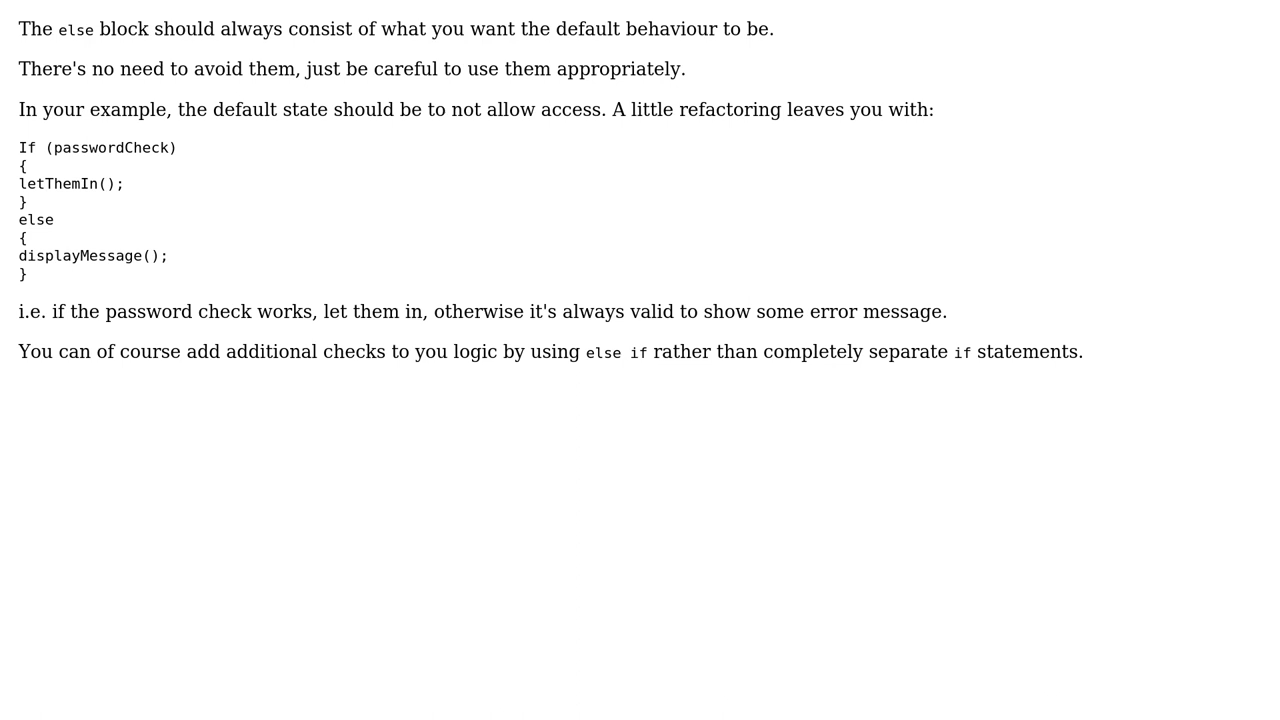 The else block should always consist of what you want the default behaviour to be.
There's no need to avoid them, just be careful to use them appropriately.
In your example, the default state should be to not allow access. A little refactoring leaves you with:
If (passwordCheck)
{
letThemIn();
}
else
{
displayMessage();
}
i.e. if the password check works, let them in, otherwise it's always valid to show some error message.
You can of course add additional checks to you logic by using else if rather than completely separate if statements.